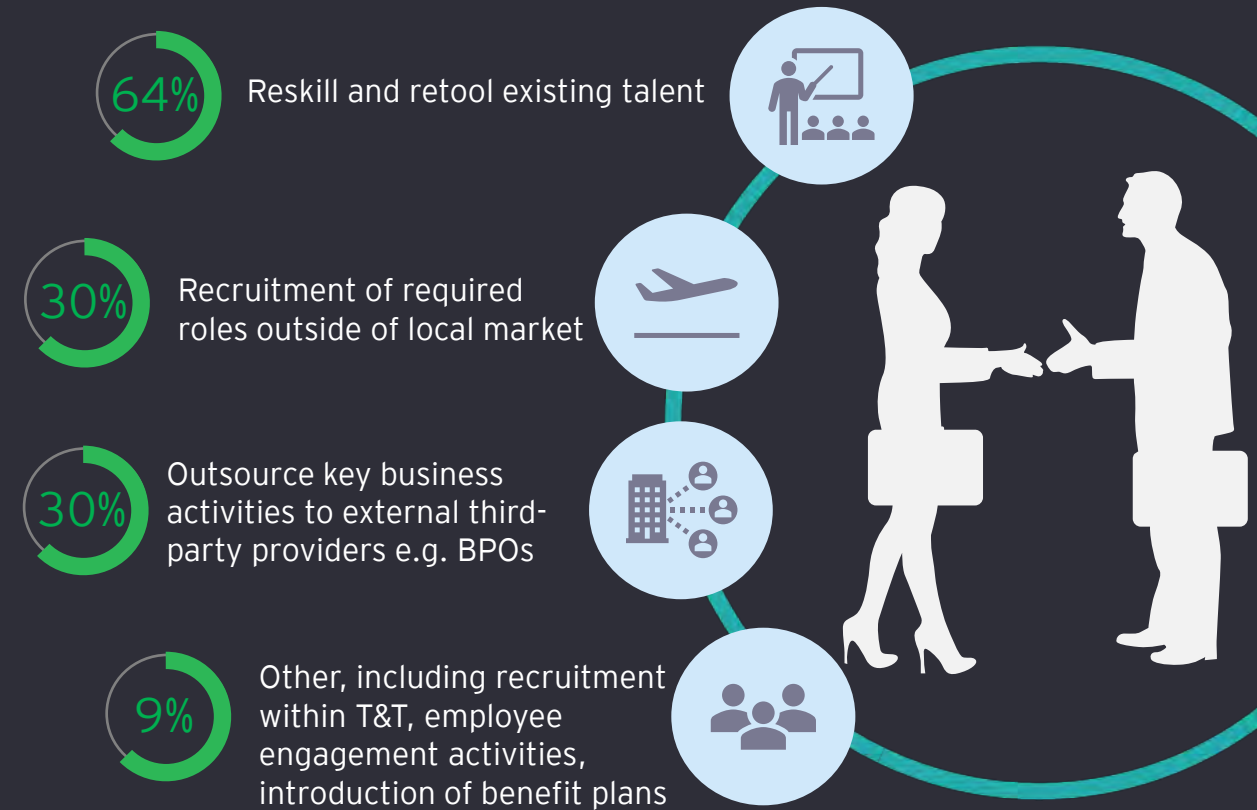 64%
Reskill and retool existing talent
30%
Recruitment of required
roles outside of local market
30%
Outsource key business
activities to external third-
party providers e.g. BPOs
9%
Other, including recruitment
within T&T, employee
engagement activities,
introduction of benefit plans